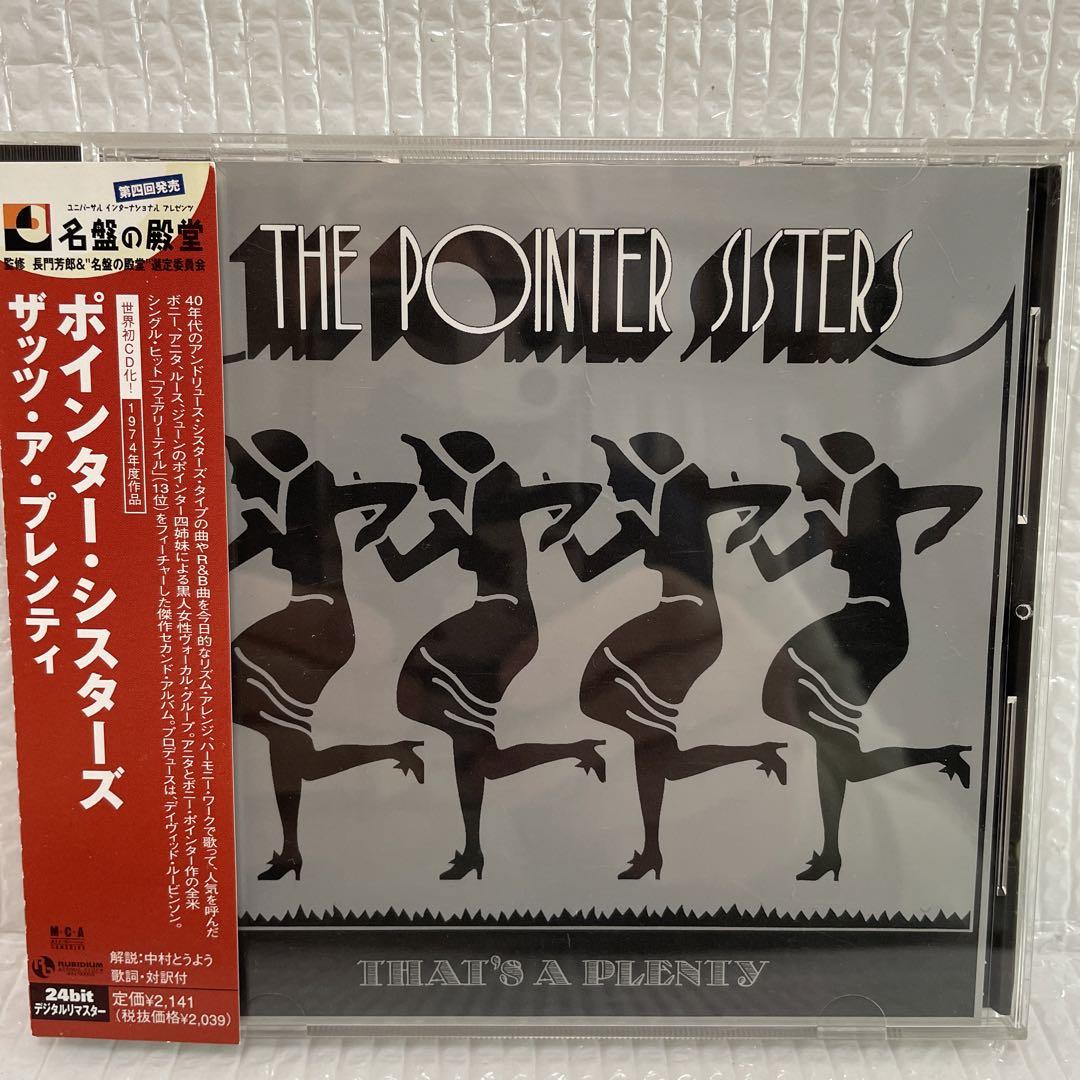 第四回発売
ユニバーサル インターナショナル プレゼンツ
名盤の殿堂
監修 長門芳郎&"名盤の殿堂"選定委員会
ポインター・シスターズ
ザッツ・ア・プレンティ
世界初CD化!
1974年度作品
40年代のアンドリュース・シスターズ・タイプの曲やR&B曲を今日的なリズム・アレンジ、ハーモニー・ワークで歌って、人気を呼んだ
ボニー、アニタ、ルース、ジューンのポインター四姉妹による黒人女性ヴォーカル・グループ。アニタとボニー・ポインター作の全米
シングル・ヒット「フェアリーテイル」(13位)をフィーチャーした傑作セカンド・アルバム。プロデュースは、デイヴィッド・ルービンソン。
M・C・A
RUBIDIUM
解説:中村とうよう
歌詞・対訳付
24bit
デジタルリマスター
定価¥2,141
(税抜価格¥2,039)
THE POINTER SISTERS
THAT'S A PLENTY